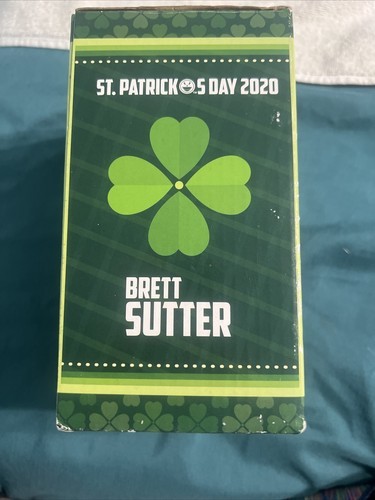 ST. PATRICK.S DAY 2020
BRETT
SUTTER